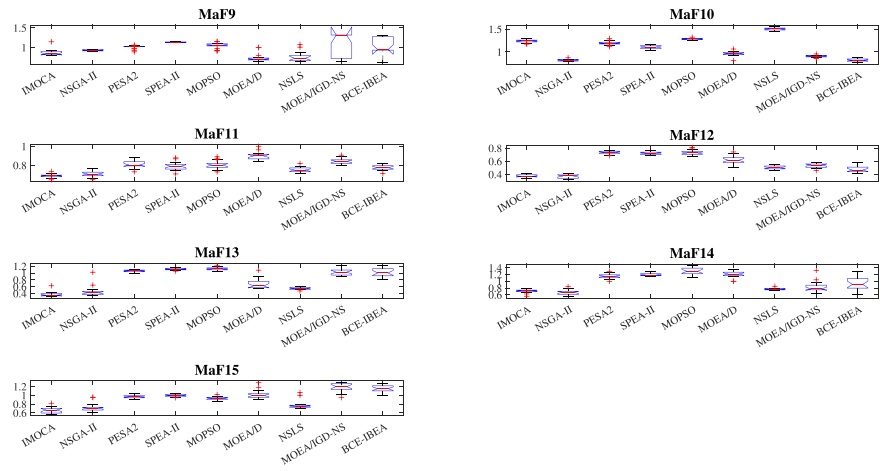 MaF9
1.5
1
IMOCA NSGA-II PESA2 SPEA-II MOPSO MOEA/D NSLS MOEA/IGD-NS BCE-IBEA
MaF10
1.5
1
IMOCA NSGA-II PESA2 SPEA-II MOPSO MOEA/D NSLS MOEA/IGD-NS BCE-IBEA
MaF11
1
0.8
IMOCA NSGA-II PESA2 SPEA-II MOPSO MOEA/D NSLS MOEA/IGD-NS BCE-IBEA
MaF12
0.8
0.6
0.4
IMOCA NSGA-II PESA2 SPEA-II MOPSO MOEA/D NSLS MOEA/IGD-NS BCE-IBEA
MaF13
1.2
1
0.8
0.6
0.4
IMOCA NSGA-II PESA2 SPEA-II MOPSO MOEA/D NSLS MOEA/IGD-NS BCE-IBEA
MaF14
1.4
1.2
1
0.8
0.6
IMOCA NSGA-II PESA2 SPEA-II MOPSO MOEA/D NSLS MOEA/IGD-NS BCE-IBEA
MaF15
1.2
1
0.8
0.6
IMOCA NSGA-II PESA2 SPEA-II MOPSO MOEA/D NSLS MOEA/IGD-NS BCE-IBEA